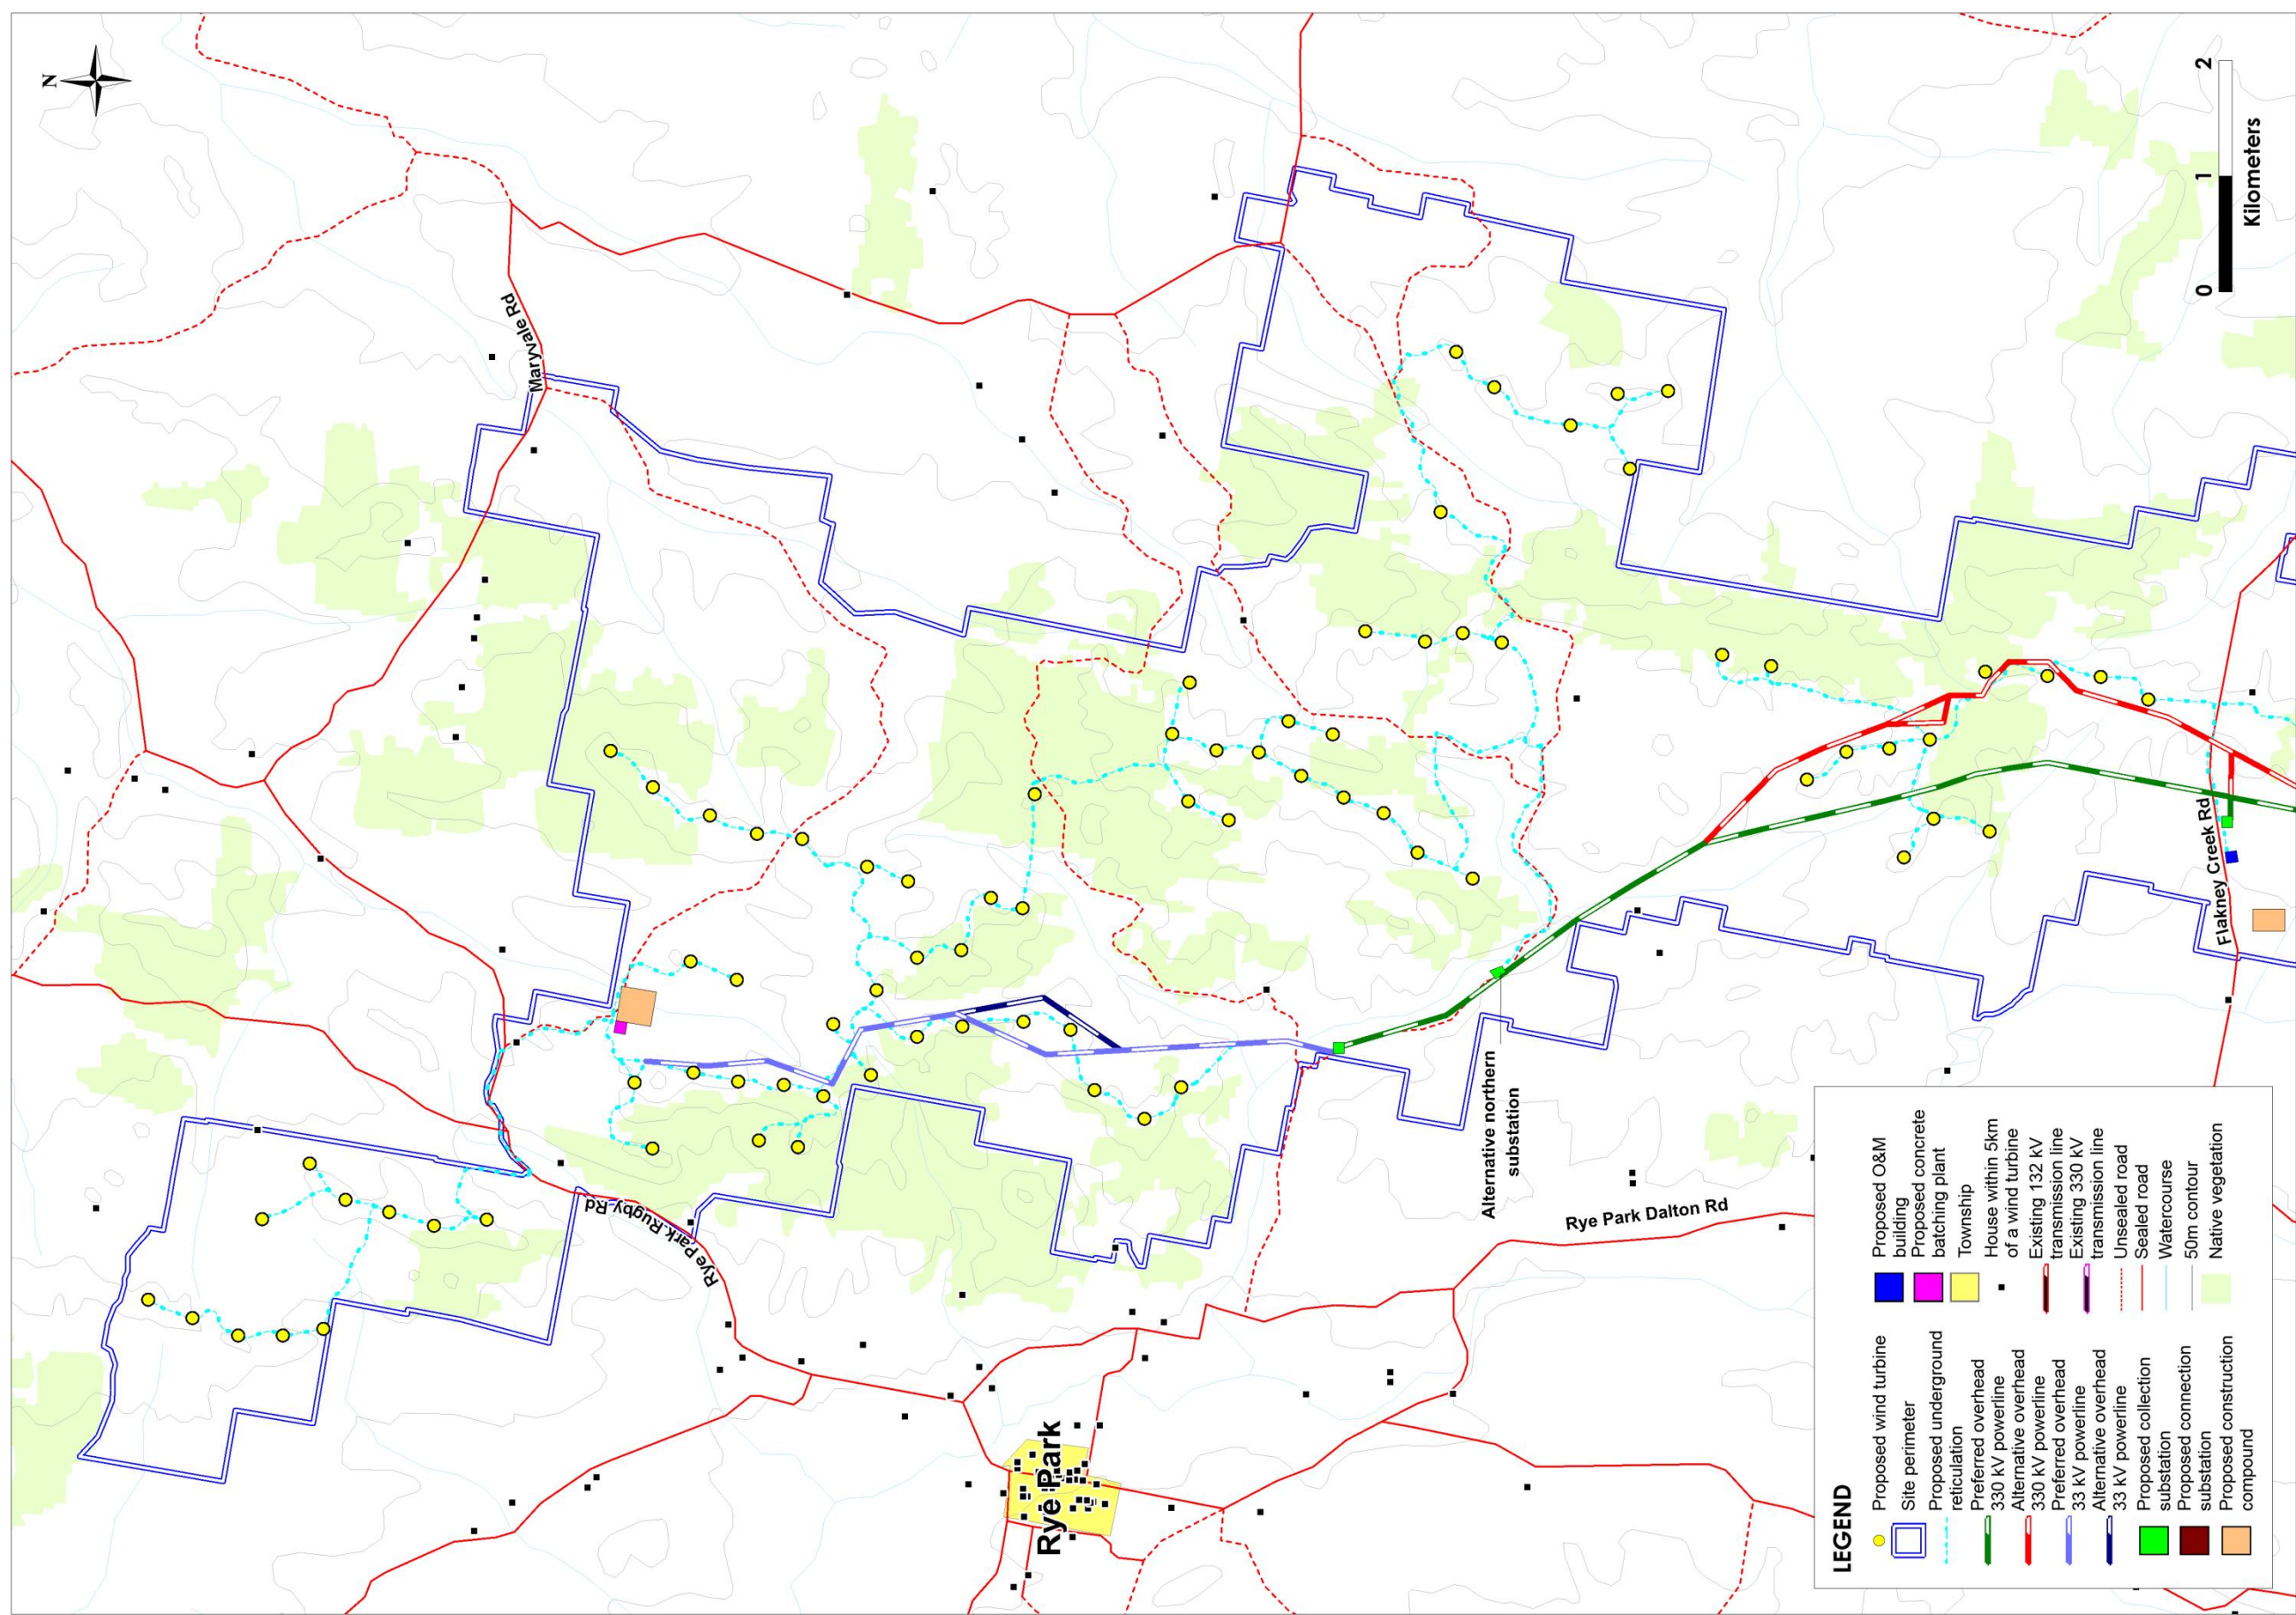 N
Maryvale Rd
Rye Park Rugby Rd
Alternative northern
substation
Rye Park
Rye Park Dalton Rd
Flakney Creek Rd
0 1 2
Kilometers
LEGEND
Proposed wind turbine
Site perimeter
Proposed underground
reticulation
Preferred overhead
330 kV powerline
Alternative overhead
330 kV powerline
Preferred overhead
33 kV powerline
Alternative overhead
33 kV powerline
Proposed collection
substation
Proposed connection
substation
Proposed construction
compound
Proposed O&M
building
Proposed concrete
batching plant
Township
House within 5km
of a wind turbine
Existing 132 kV
transmission line
Existing 330 kV
transmission line
Unsealed road
Sealed road
Watercourse
50m contour
Native vegetation